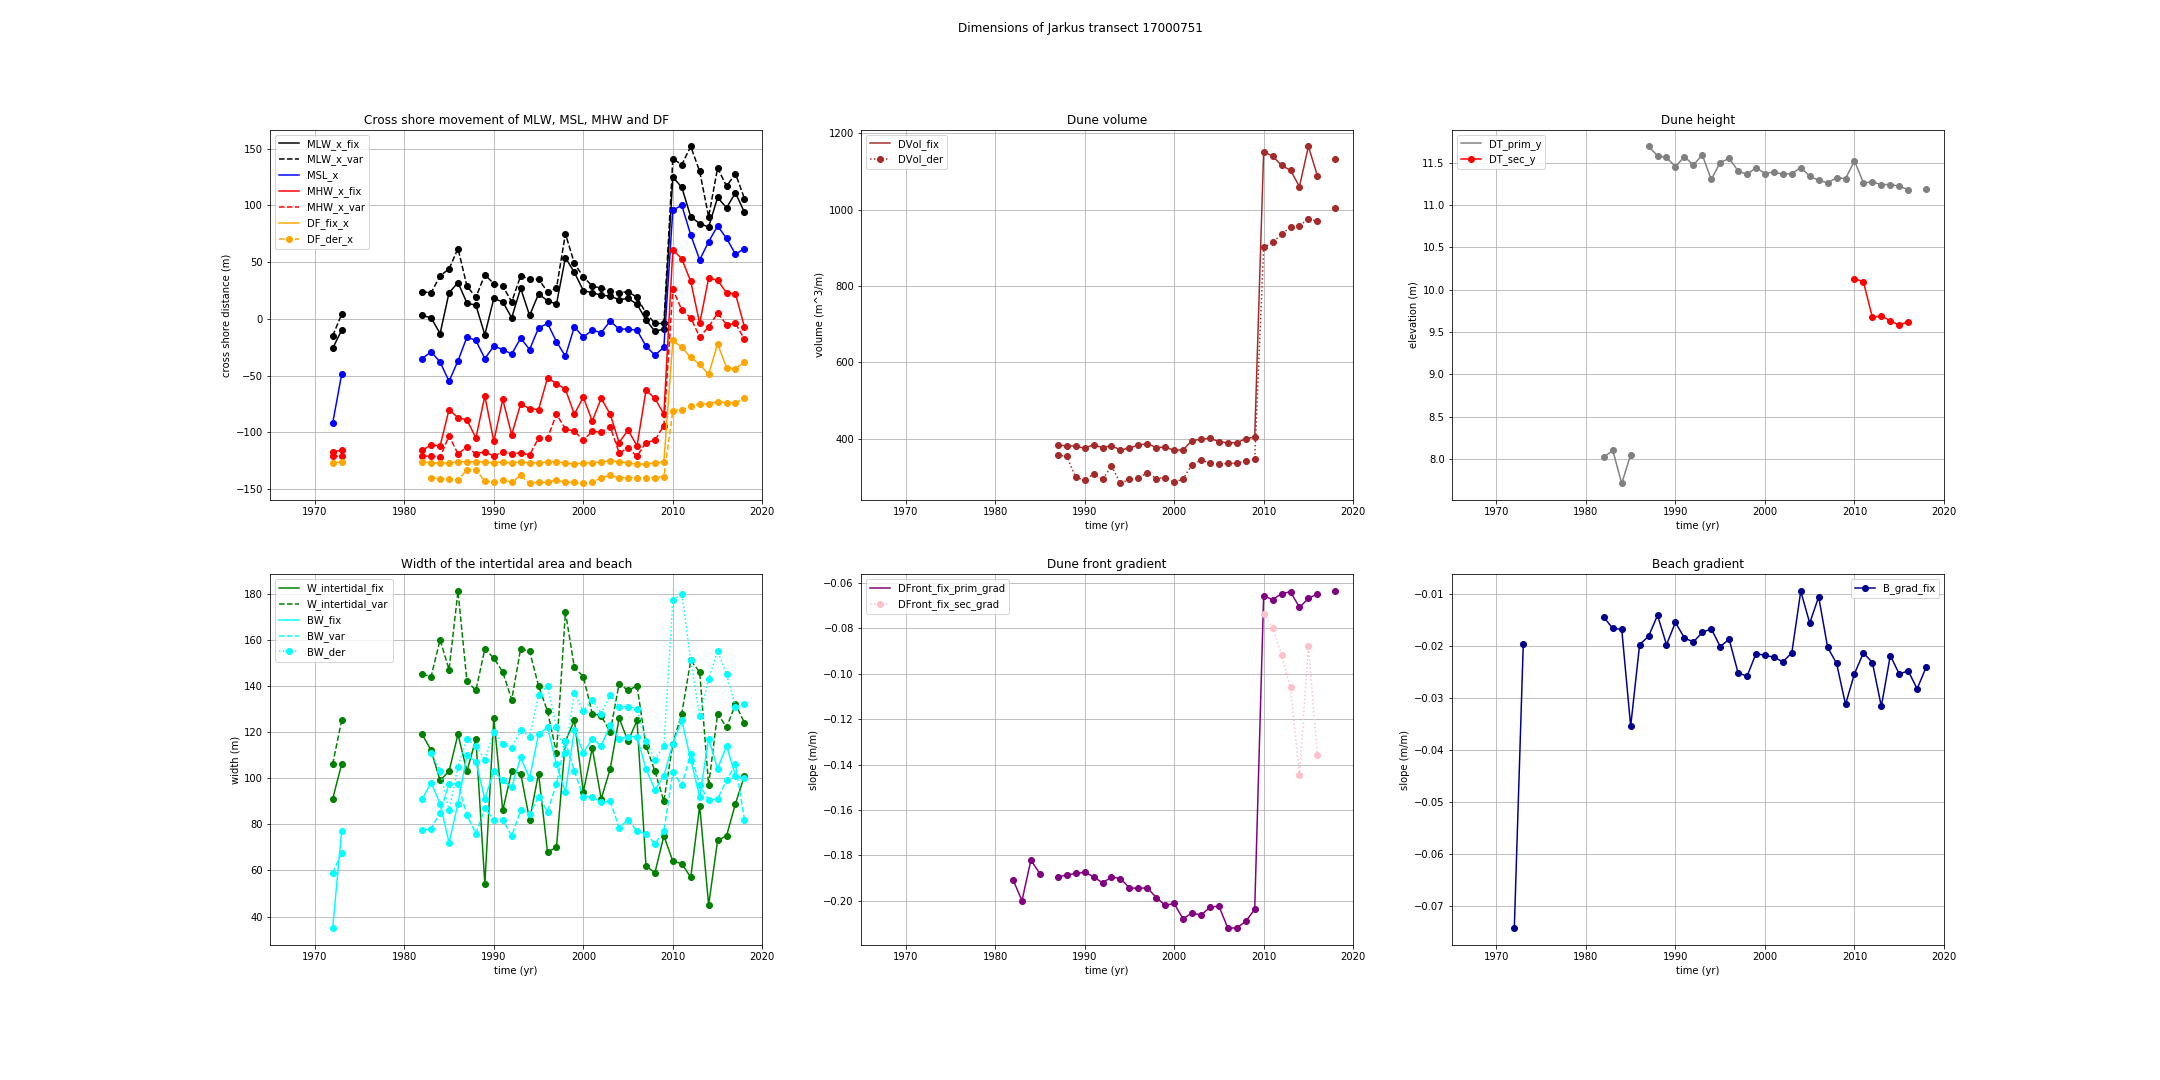 Dimensions of Jarkus transect 17000751
Cross shore movement of MLW, MSL, MHW and DF
MLW_x_fix
MLW_x_var
MSL_x
MHW_x_fix
MHW_x_var
DF_fix_x
DF_der_x
cross shore distance (m)
150
100
50
0
−50
−100
−150
1970 1980 1990 2000 2010 2020
time (yr)
Dune volume
DVol_fix
DVol_der
volume (m^3/m)
1200
1000
800
600
400
1970 1980 1990 2000 2010 2020
time (yr)
Dune height
DT_prim_y
DT_sec_y
elevation (m)
11.5
11.0
10.5
10.0
9.5
9.0
8.5
8.0
1970 1980 1990 2000 2010 2020
time (yr)
Width of the intertidal area and beach
W_intertidal_fix
W_intertidal_var
BW_fix
BW_var
BW_der
width (m)
180
160
140
120
100
80
60
40
1970 1980 1990 2000 2010 2020
time (yr)
Dune front gradient
DFront_fix_prim_grad
DFront_fix_sec_grad
slope (m/m)
−0.06
−0.08
−0.10
−0.12
−0.14
−0.16
−0.18
−0.20
1970 1980 1990 2000 2010 2020
time (yr)
Beach gradient
B_grad_fix
slope (m/m)
−0.01
−0.02
−0.03
−0.04
−0.05
−0.06
−0.07
1970 1980 1990 2000 2010 2020
time (yr)